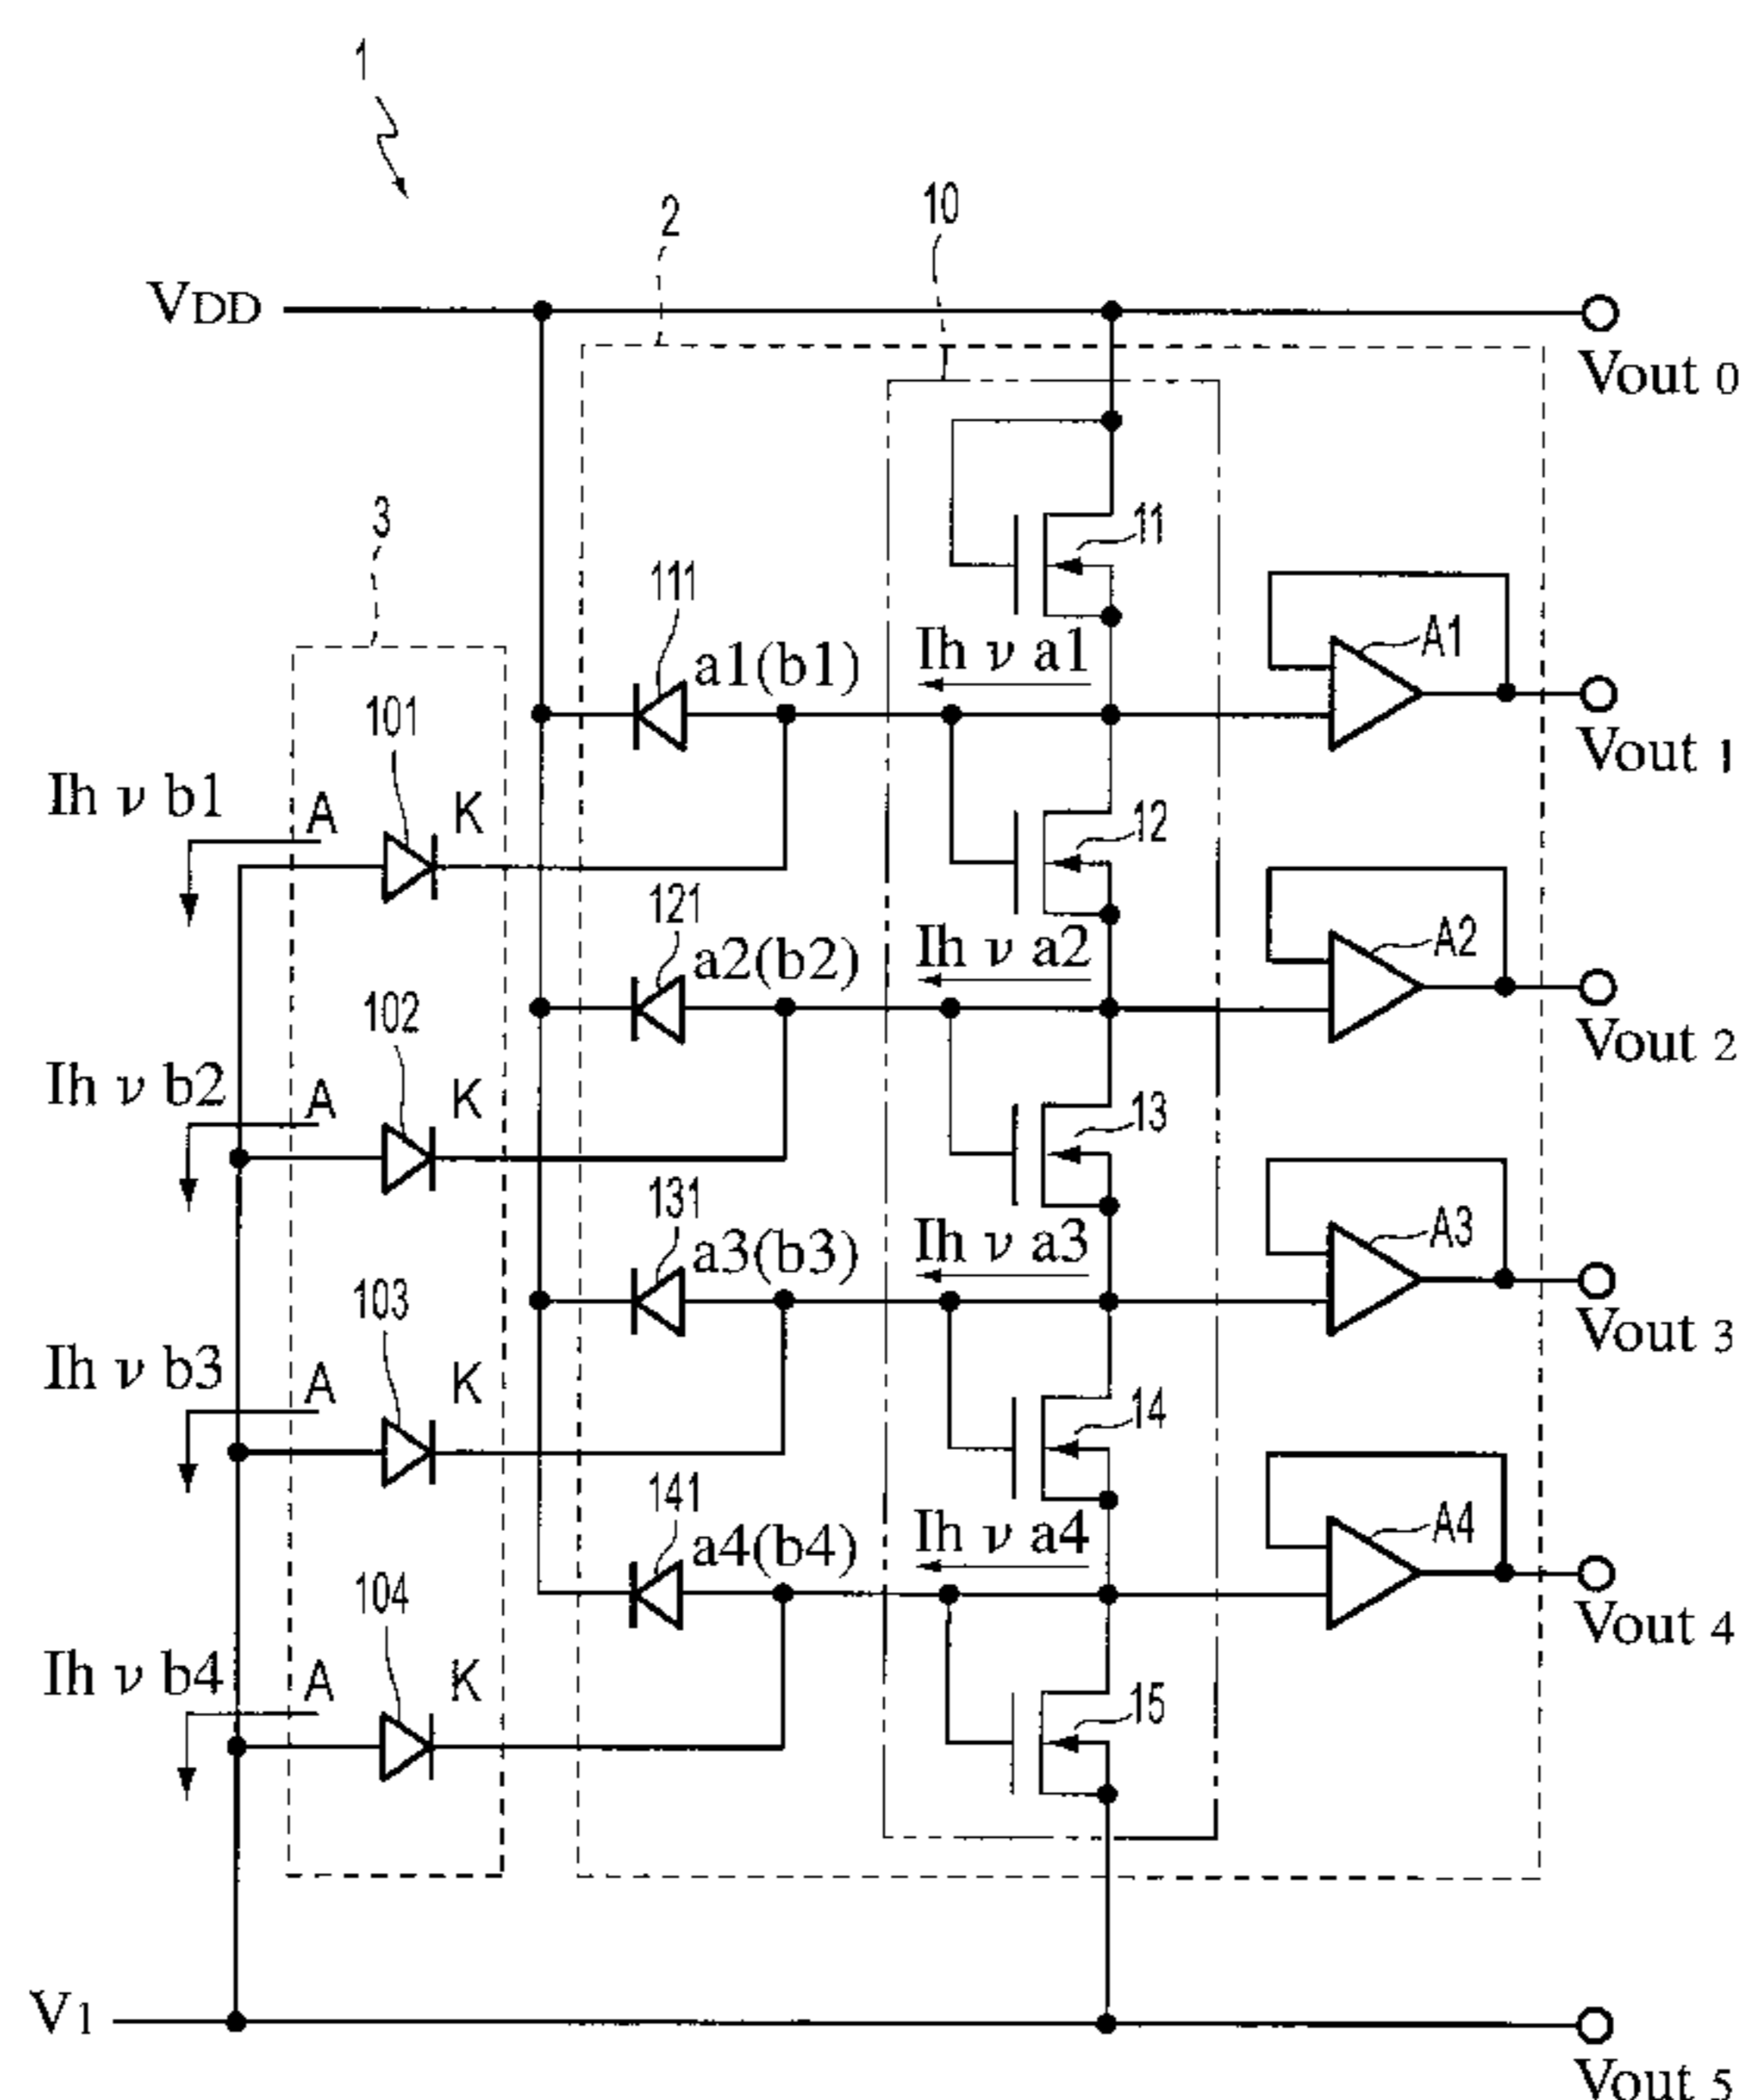 1
2
10
VDD
Vout 0
3
11
111
a1(b1)
Ih ν a1
A1
101
Vout 1
Ih ν b1
A
K
12
121
a2(b2)
Ih ν a2
A2
102
Vout 2
Ih ν b2
A
K
13
131
a3(b3)
Ih ν a3
A3
103
Vout 3
Ih ν b3
A
K
14
141
a4(b4)
Ih ν a4
A4
104
Vout 4
Ih ν b4
A
K
15
V1
Vout 5